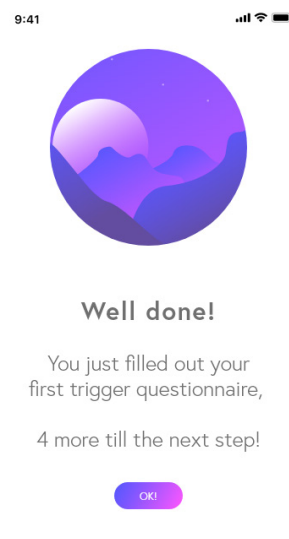 9:41
Well done!
You just filled out your
first trigger questionnaire,
4 more till the next step!
OK!